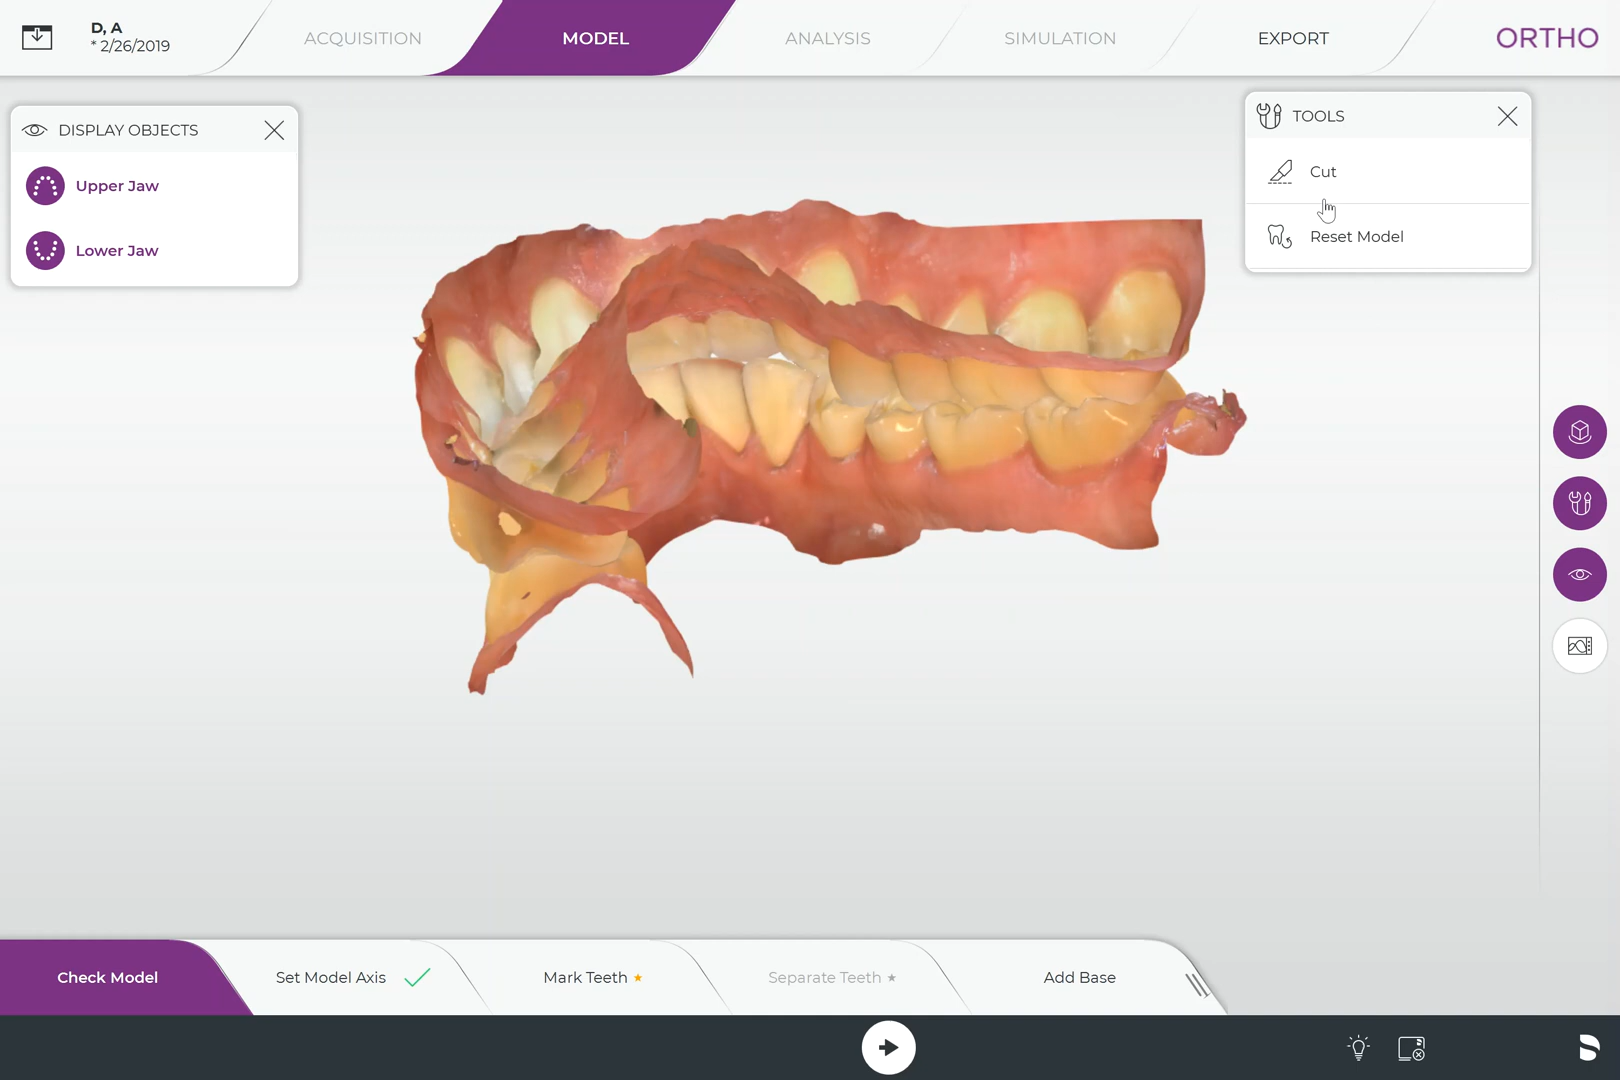 D, A
* 2/26/2019
ACQUISITION
MODEL
ANALYSIS
SIMULATION
EXPORT
ORTHO
DISPLAY OBJECTS
Upper Jaw
Lower Jaw
TOOLS
Cut
Reset Model
Check Model
Set Model Axis
Mark Teeth
Separate Teeth
Add Base